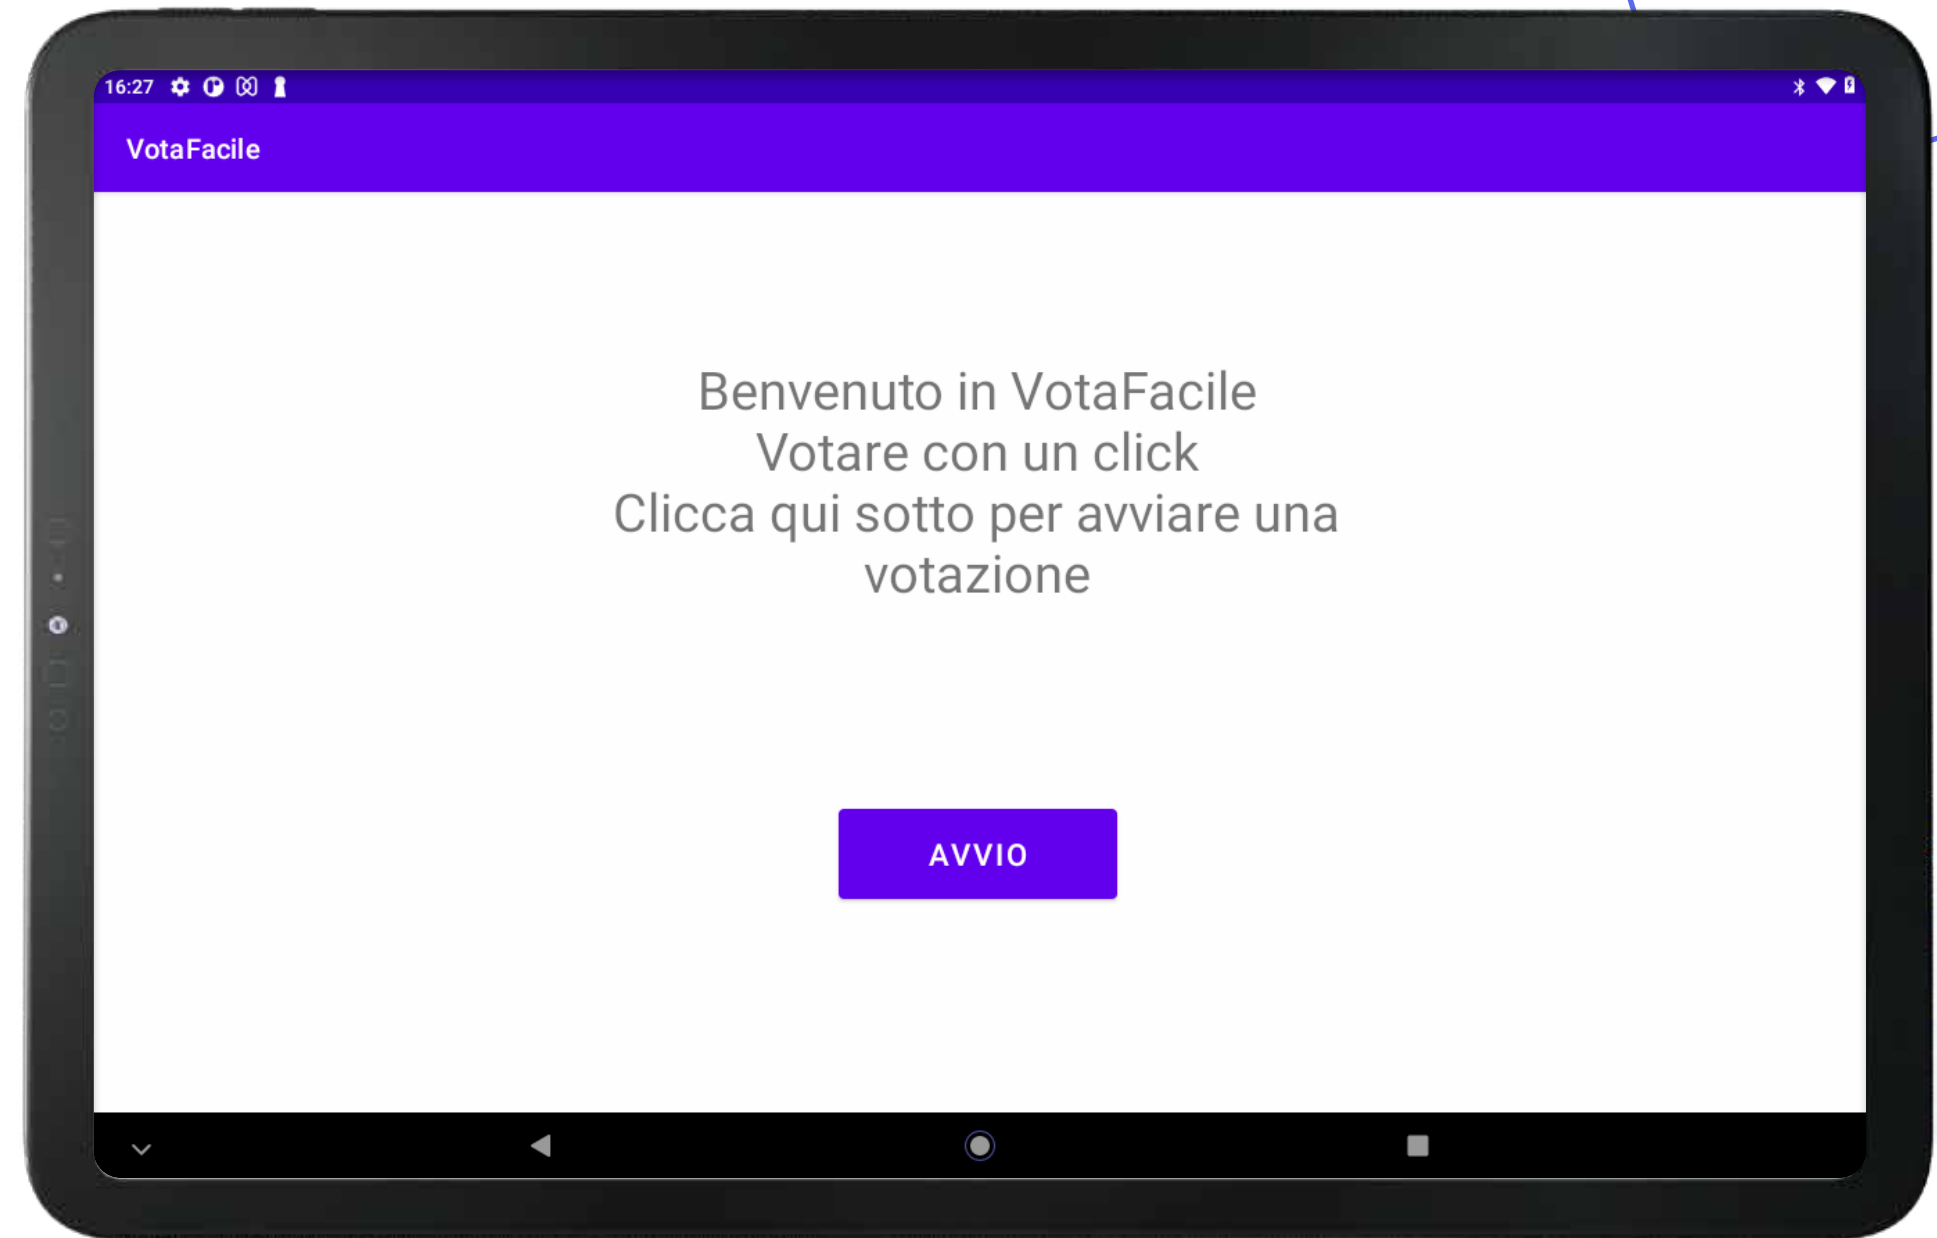 16:27
VotaFacile
Benvenuto in VotaFacile
Votare con un click
Clicca qui sotto per avviare una
votazione
AVVIO